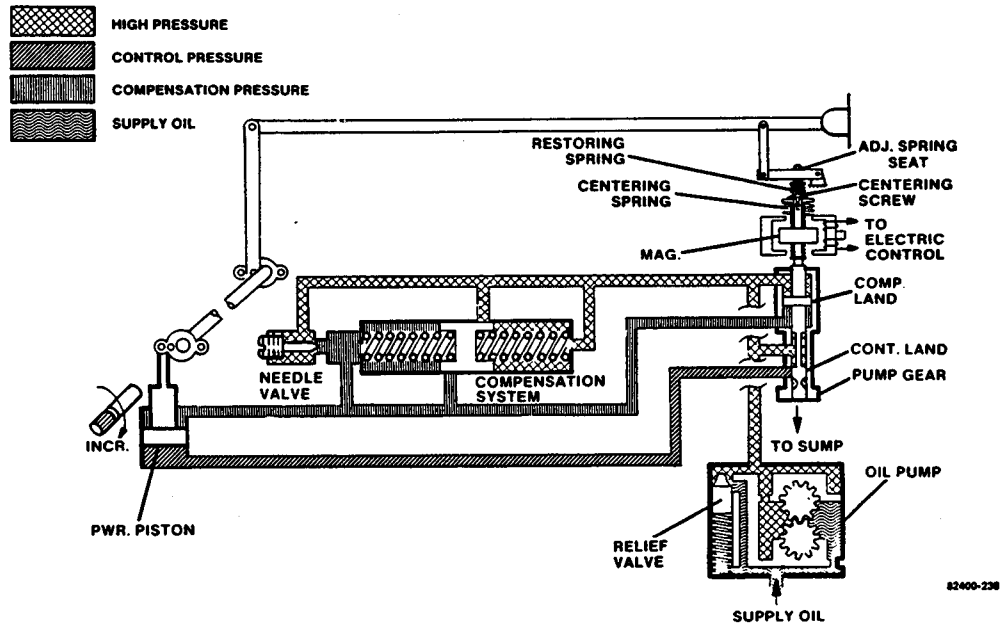 HIGH PRESSURE
CONTROL PRESSURE
COMPENSATION PRESSURE
SUPPLY OIL
RESTORING
SPRING
ADJ. SPRING
SEAT
CENTERING
SPRING
CENTERING
SCREW
TO
ELECTRIC
CONTROL
MAG.
COMP.
LAND
CONT. LAND
PUMP GEAR
NEEDLE
VALVE
COMPENSATION
SYSTEM
INCR.
TO SUMP
OIL PUMP
PWR. PISTON
RELIEF
VALVE
82400-238
SUPPLY OIL